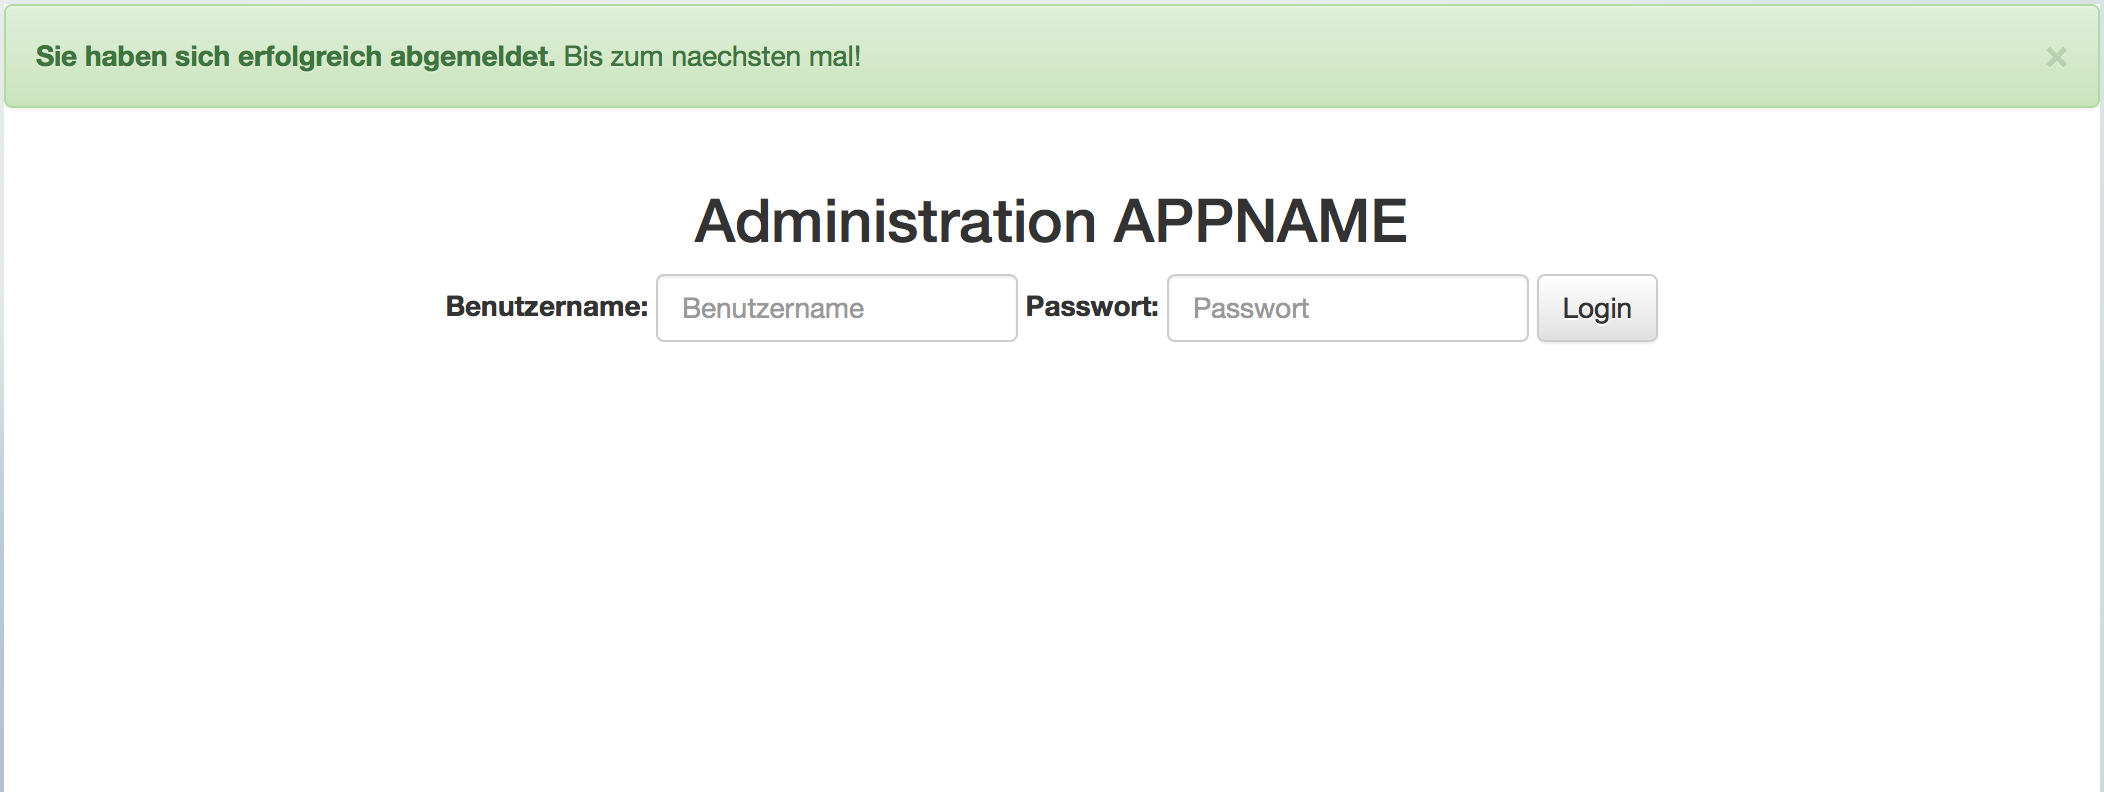 Sie haben sich erfolgreich abgemeldet. Bis zum naechsten mal!
×
Administration APPNAME
Benutzername: Benutzername Passwort: Passwort Login